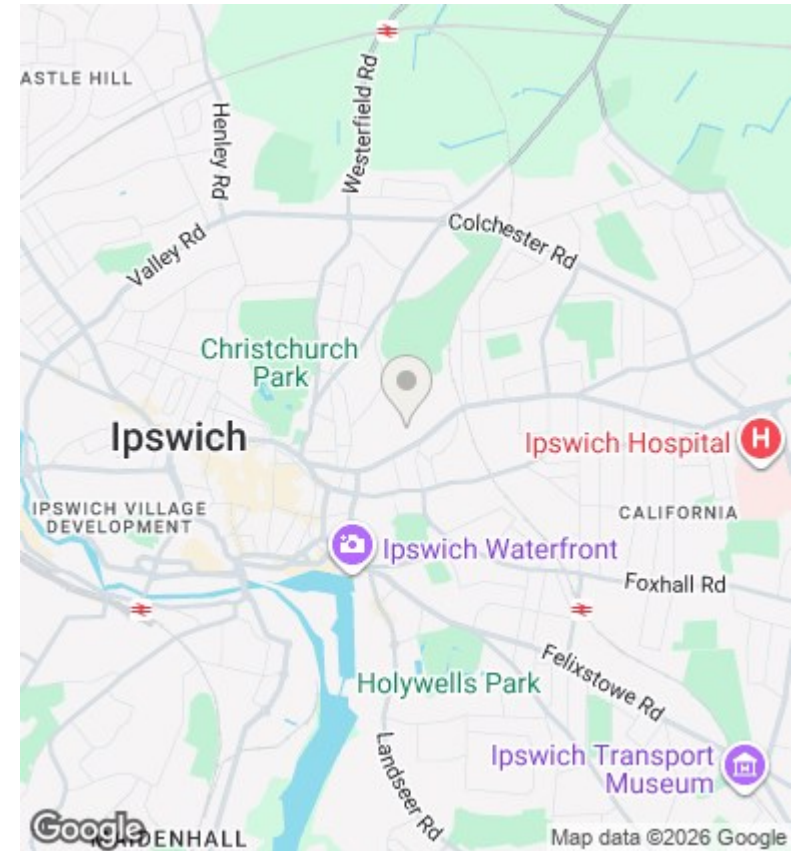 ASTLE HILL
Henley Rd
Westerfield Rd
Valley Rd
Colchester Rd
Christchurch
Park
Ipswich
Ipswich Hospital
H
IPSWICH VILLAGE
DEVELOPMENT
CALIFORNIA
Ipswich Waterfront
Foxhall Rd
Holywells Park
Felixstowe Rd
Landseer Rd
Ipswich Transport
Museum
Google
MAIDENHALL
Map data ©2026 Google